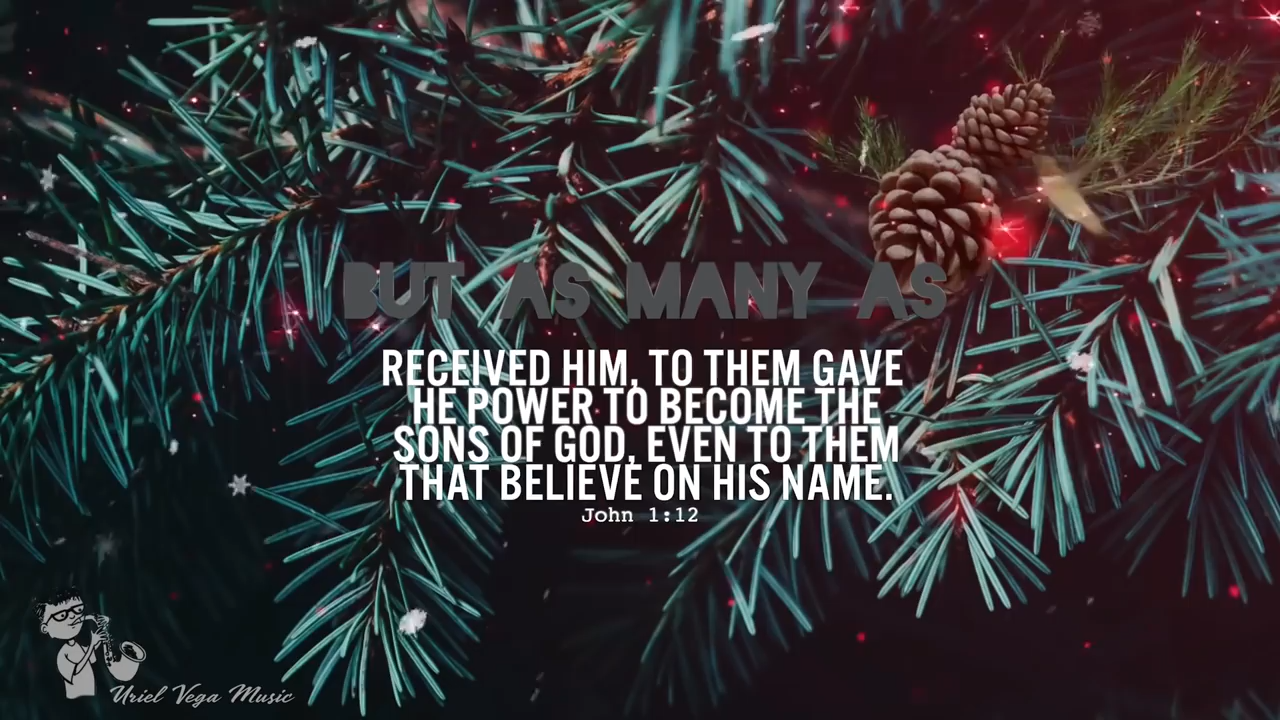 BUT AS MANY AS
RECEIVED HIM, TO THEM GAVE
HE POWER TO BECOME THE
SONS OF GOD, EVEN TO THEM
THAT BELIEVE ON HIS NAME.
John 1:12
Uriel Vega Music